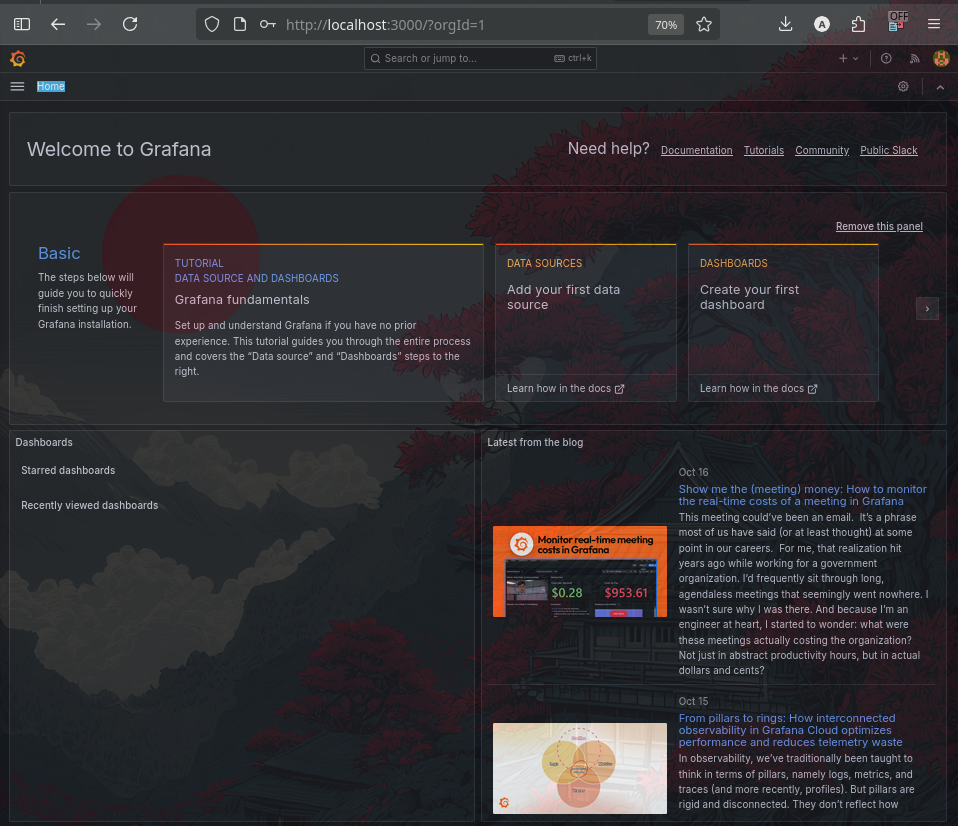 http://localhost:3000/?orgId=1
70%
A
OFF
Search or jump to...
ctrl+k
Home
Welcome to Grafana
Need help?
Documentation
Tutorials
Community
Public Slack
Remove this panel
Basic
The steps below will
guide you to quickly
finish setting up your
Grafana installation.
TUTORIAL
DATA SOURCE AND DASHBOARDS
Grafana fundamentals
Set up and understand Grafana if you have no prior
experience. This tutorial guides you through the entire process
and covers the “Data source” and “Dashboards” steps to the
right.
DATA SOURCES
Add your first data
source
Learn how in the docs
DASHBOARDS
Create your first
dashboard
Learn how in the docs
Dashboards
Starred dashboards
Recently viewed dashboards
Latest from the blog
Oct 16
Show me the (meeting) money: How to monitor
the real-time costs of a meeting in Grafana
This meeting could’ve been an email. It’s a phrase
most of us have said (or at least thought) at some
point in our careers. For me, that realization hit
years ago while working for a government
organization. I’d frequently sit through long,
agendaless meetings that seemingly went nowhere. I
wasn’t sure why I was there. And because I’m an
engineer at heart, I started to wonder: what were
these meetings actually costing the organization?
Not just in abstract productivity hours, but in actual
dollars and cents?
Monitor real-time meeting
costs in Grafana
$0.28
$953.61
Oct 15
From pillars to rings: How interconnected
observability in Grafana Cloud optimizes
performance and reduces telemetry waste
In observability, we’ve traditionally been taught to
think in terms of pillars, namely logs, metrics, and
traces (and more recently, profiles). But pillars are
rigid and disconnected. They don’t reflect how